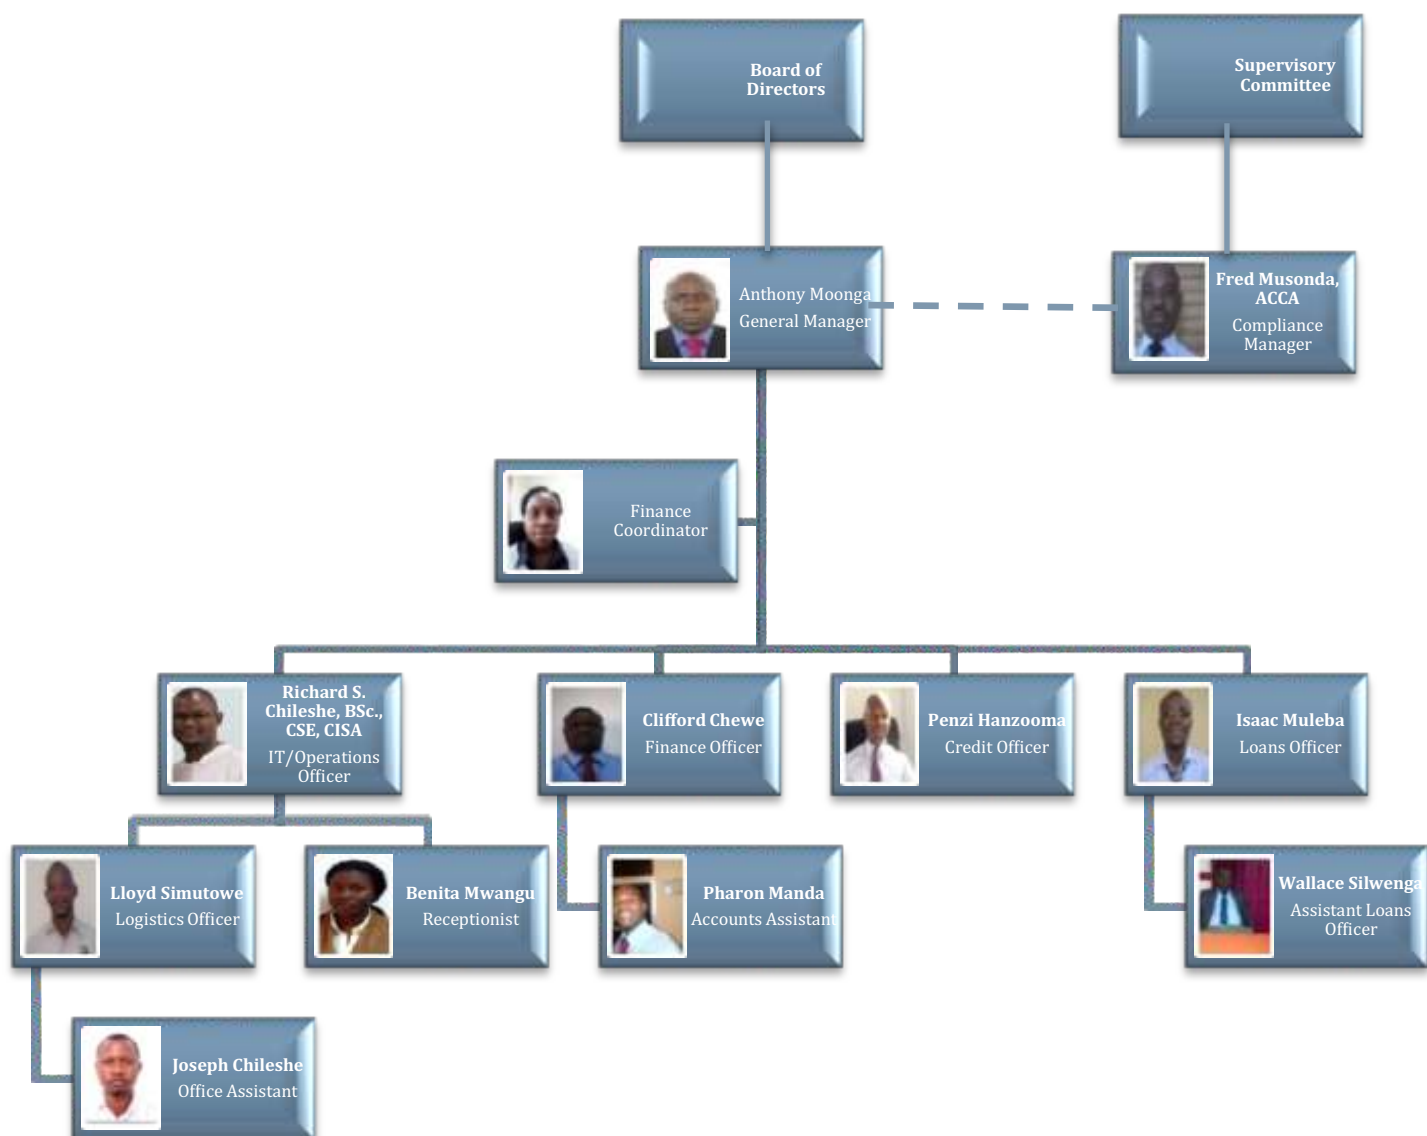 Board of
Directors
Supervisory
Committee
Anthony Moonga
General Manager
Fred Musonda,
ACCA
Compliance
Manager
Finance
Coordinator
Richard S.
Chileshe, BSc.,
CSE, CISA
IT/Operations
Officer
Clifford Chewe
Finance Officer
Penzi Hanzooma
Credit Officer
Isaac Muleba
Loans Officer
Lloyd Simutowe
Logistics Officer
Benita Mwangu
Receptionist
Pharon Manda
Accounts Assistant
Wallace Silwenga
Assistant Loans
Officer
Joseph Chileshe
Office Assistant